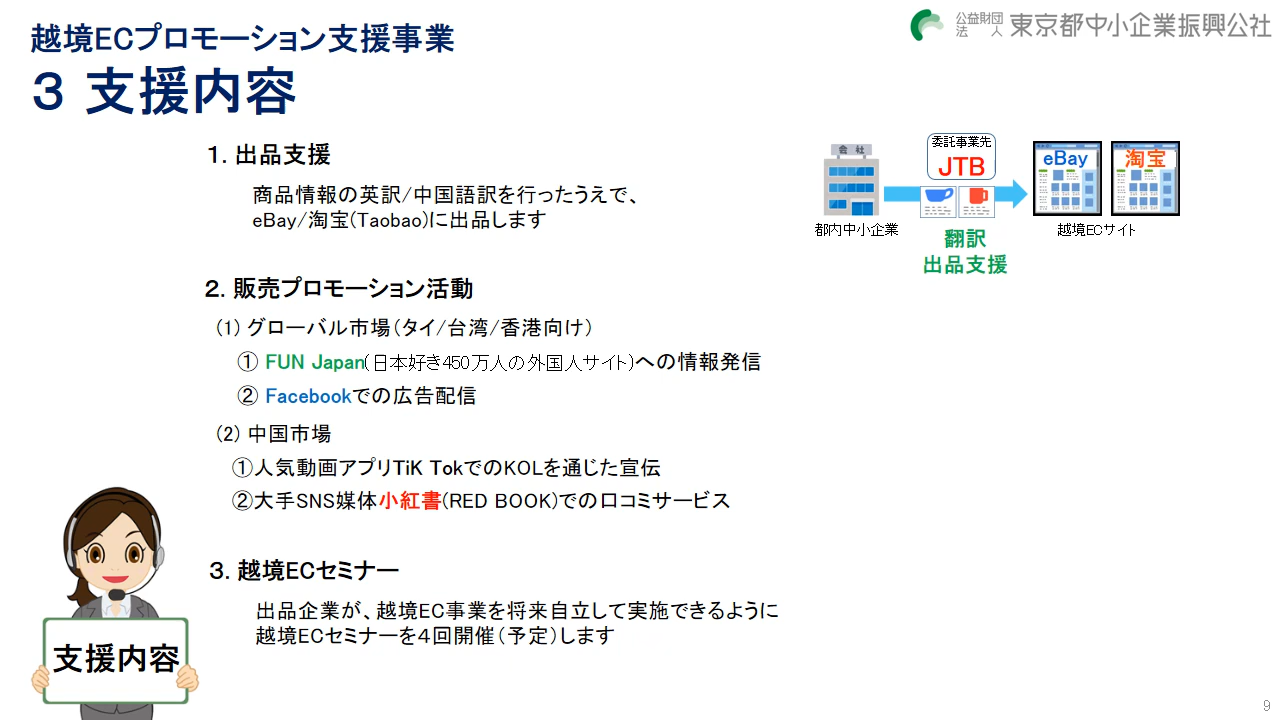 越境ECプロモーション支援事業
3 支援内容
公益財団法人 東京都中小企業振興公社
1. 出品支援
商品情報の英訳/中国語訳を行ったうえで、
eBay/淘宝(Taobao)に出品します
会社
都内中小企業
委託事業先
JTB
翻訳
出品支援
eBay
淘宝
越境ECサイト
2. 販売プロモーション活動
(1) グローバル市場(タイ/台湾/香港向け)
① FUN Japan(日本好き450万人の外国人サイト)への情報発信
② Facebookでの広告配信
(2) 中国市場
①人気動画アプリTiK TokでのKOLを通じた宣伝
②大手SNS媒体小紅書(RED BOOK)での口コミサービス
3. 越境ECセミナー
出品企業が、越境EC事業を将来自立して実施できるように
越境ECセミナーを4回開催(予定)します
支援内容
9